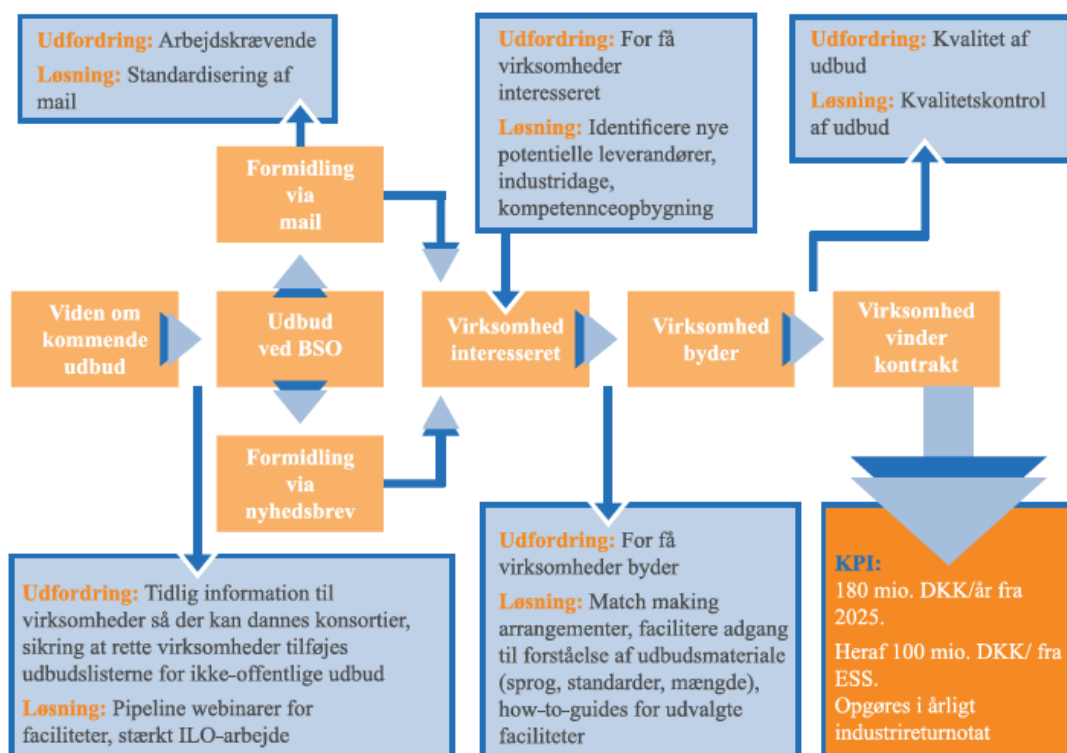 Udfordring: Arbejdskrævende
Løsning: Standardisering af
mail
Udfordring: For få
virksomheder
interesseret
Løsning: Identificere nye
potentielle leverandører,
industridage,
kompetennceopbygning
Udfordring: Kvalitet af
udbud
Løsning: Kvalitetskontrol
af udbud
Formidling
via
mail
Viden om
kommende
udbud
Udbud
ved BSO
Virksomhed
interesseret
Virksomhed
byder
Virksomhed
vinder
kontrakt
Formidling
via
nyhedsbrev
Udfordring: Tidlig information til
virksomheder så der kan dannes konsortier,
sikring at rette virksomheder tilføjes
udbudslisterne for ikke-offentlige udbud
Løsning: Pipeline webinarer for
faciliteter, stærkt ILO-arbejde
Udfordring: For få
virksomheder byder
Løsning: Match making
arrangementer, facilitere adgang
til forståelse af udbudsmateriale
(sprog, standarder, mængde),
how-to-guides for udvalgte
faciliteter
KPI:
180 mio. DKK/år fra
2025.
Heraf 100 mio. DKK/ fra
ESS.
Opgøres i årligt
industrireturnotat